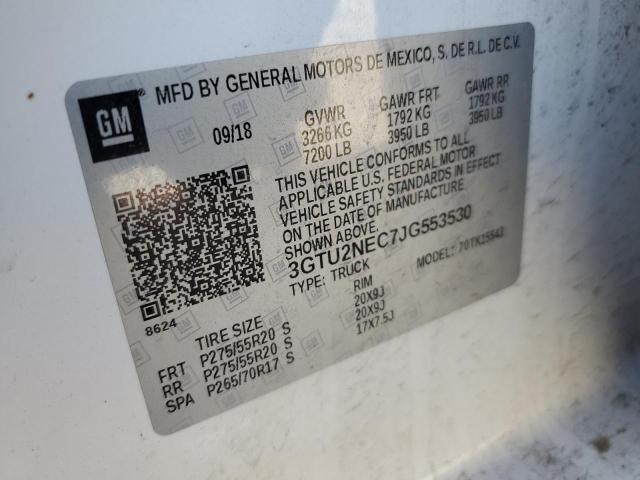 MFD BY GENERAL MOTORS DE MEXICO, S. DE R.L. DE C.V.
GM
09/18
GVWR GAWR FRT GAWR RR
3266 KG 1792 KG 1792 KG
7200 LB 3950 LB 3950 LB
THIS VEHICLE CONFORMS TO ALL
APPLICABLE U.S. FEDERAL MOTOR
VEHICLE SAFETY STANDARDS IN EFFECT
ON THE DATE OF MANUFACTURE
SHOWN ABOVE.
3GTU2NEC7JG553530
TYPE: TRUCK MODEL: 70TK15543
8624
TIRE SIZE RIM
FRT P275/55R20 S 20X9J
RR P275/55R20 S 20X9J
SPA P265/70R17 S 17X7.5J